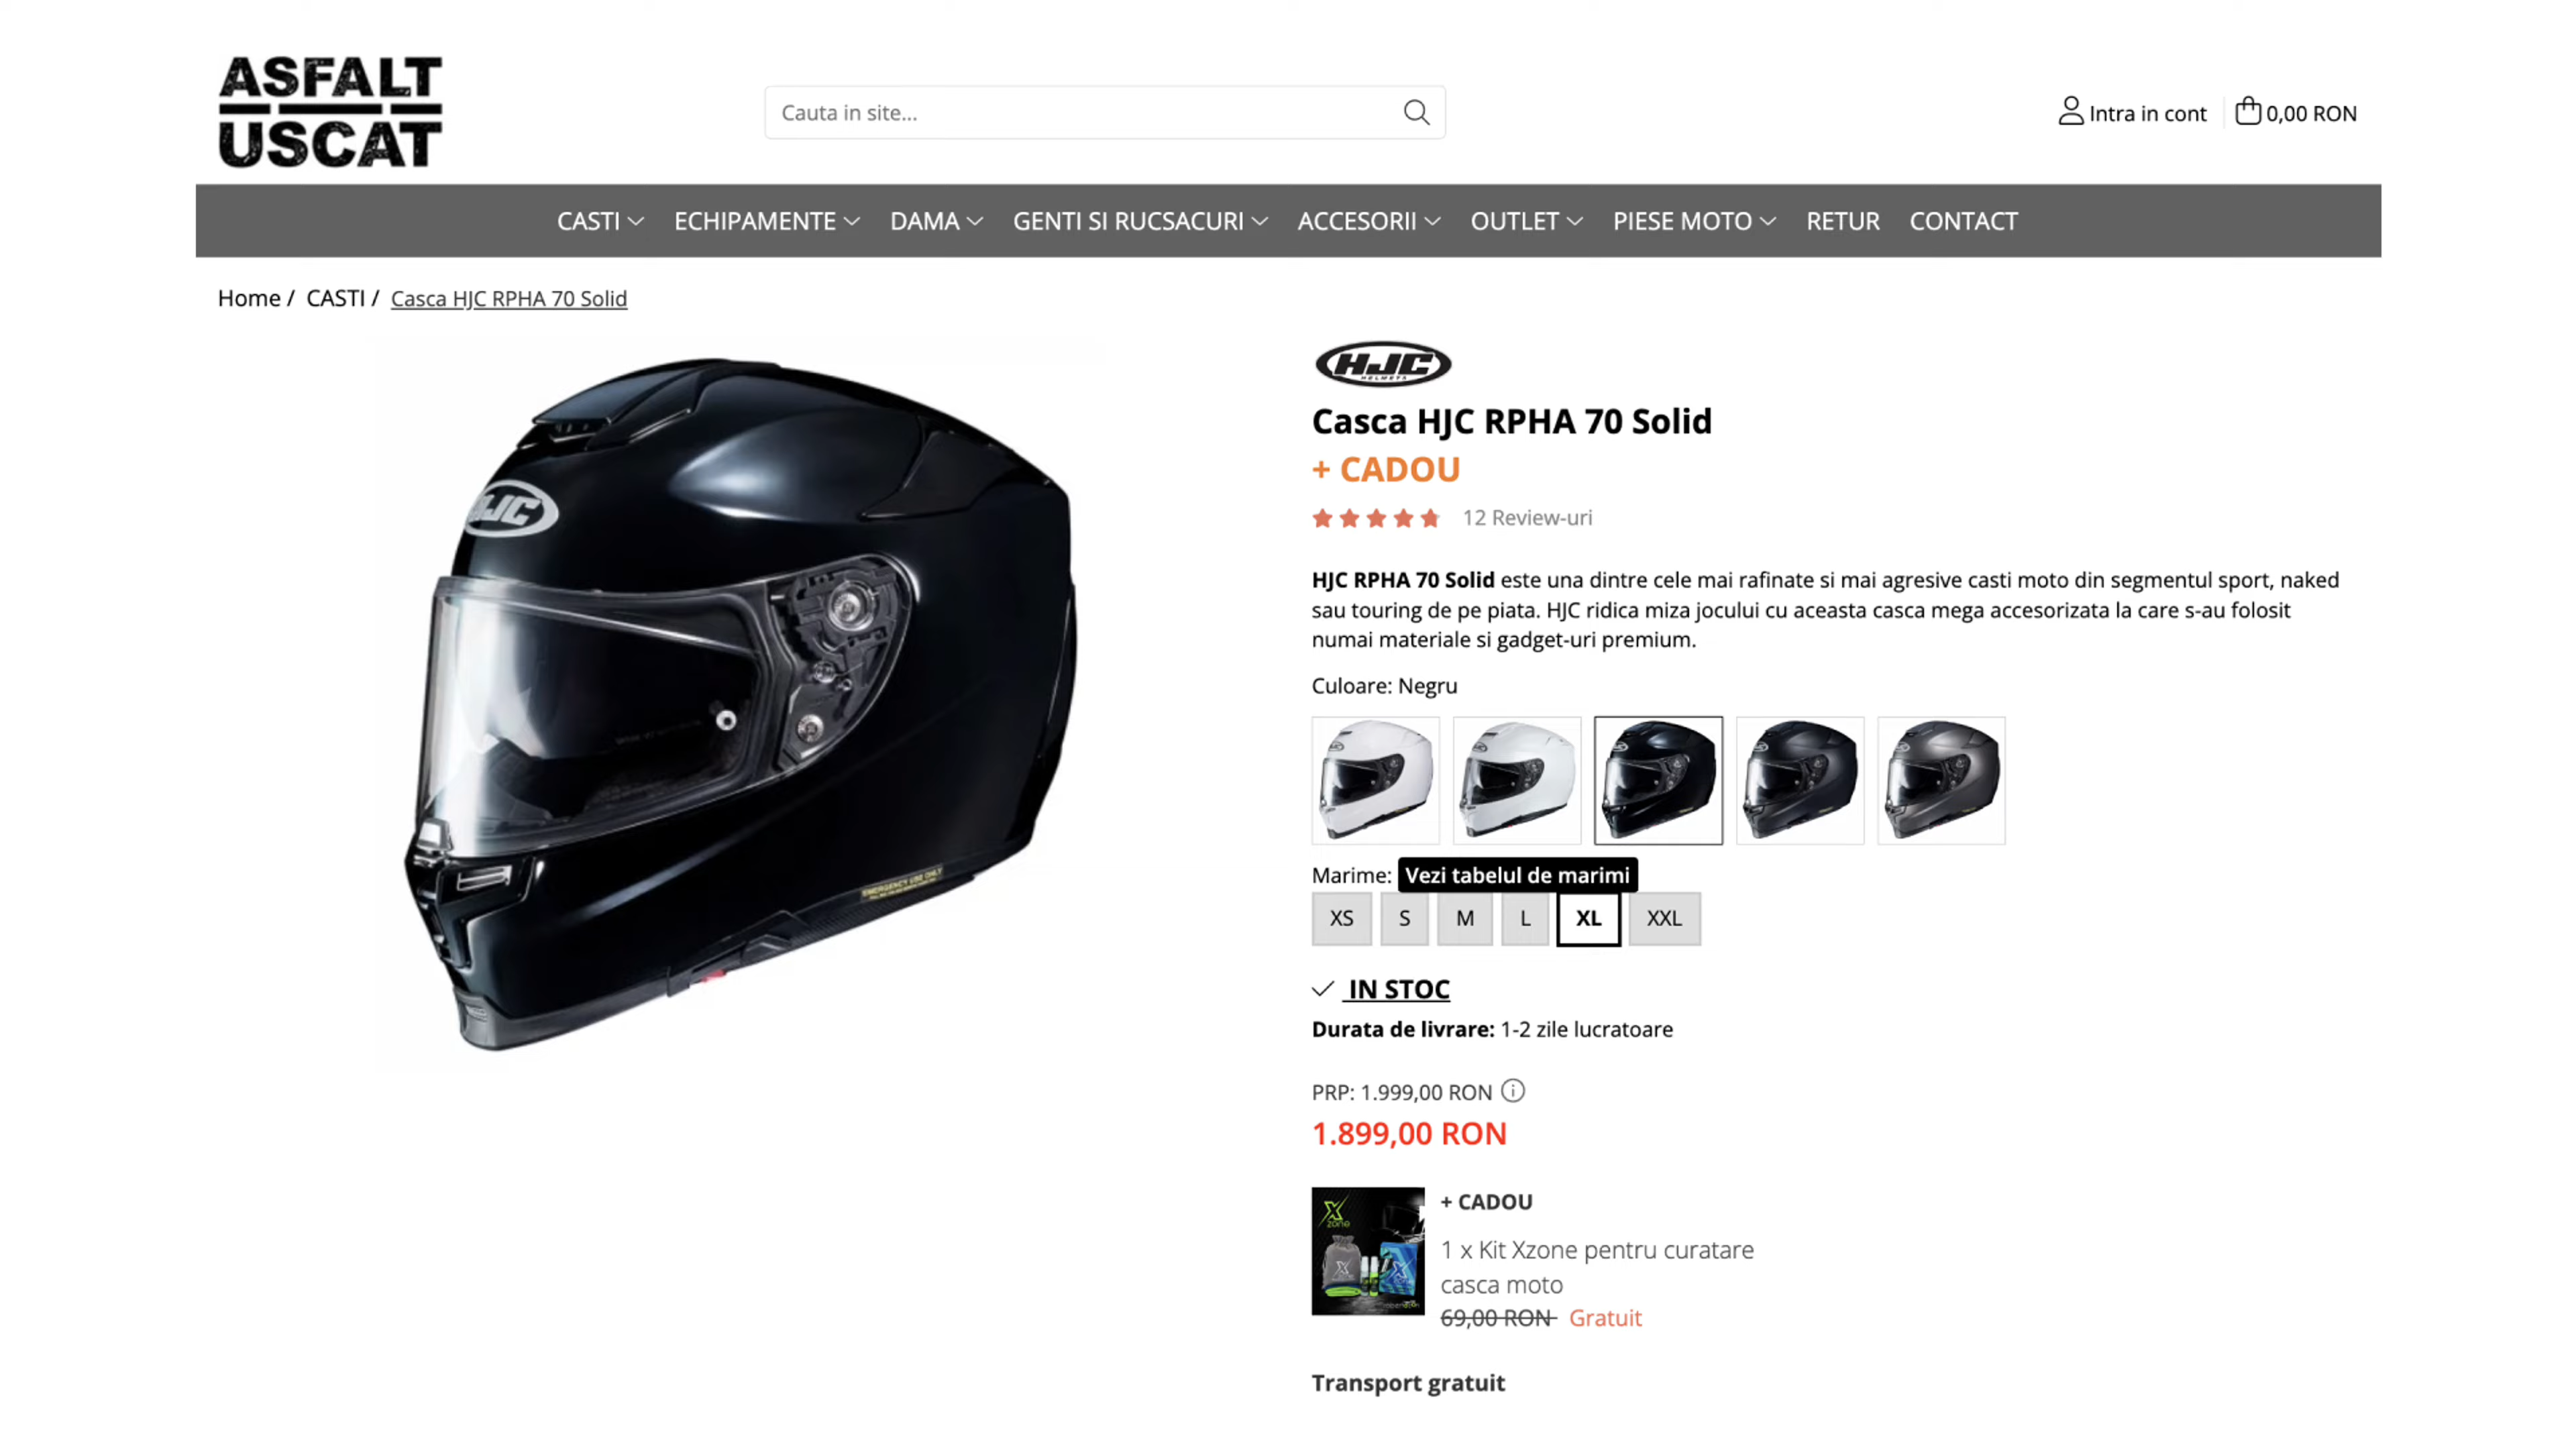 ASFALT
USCAT
Cauta in site...
Intra in cont
0,00 RON
CASTI ECHIPAMENTE DAMA GENTI SI RUCSACURI ACCESORII OUTLET PIESE MOTO RETUR CONTACT
Home / CASTI / Casca HJC RPHA 70 Solid
HJC
EMERGENCY USE ONLY
HJC
HELMETS
Casca HJC RPHA 70 Solid
+ CADOU
12 Review-uri
HJC RPHA 70 Solid este una dintre cele mai rafinate si mai agresive casti moto din segmentul sport, naked
sau touring de pe piata. HJC ridica miza jocului cu aceasta casca mega accesorizata la care s-au folosit
numai materiale si gadget-uri premium.
Culoare: Negru
Marime: Vezi tabelul de marimi
XS S M L XL XXL
IN STOC
Durata de livrare: 1-2 zile lucratoare
PRP: 1.999,00 RON
1.899,00 RON
X
zone
+ CADOU
1 x Kit Xzone pentru curatare
casca moto
69,00 RON Gratuit
Transport gratuit